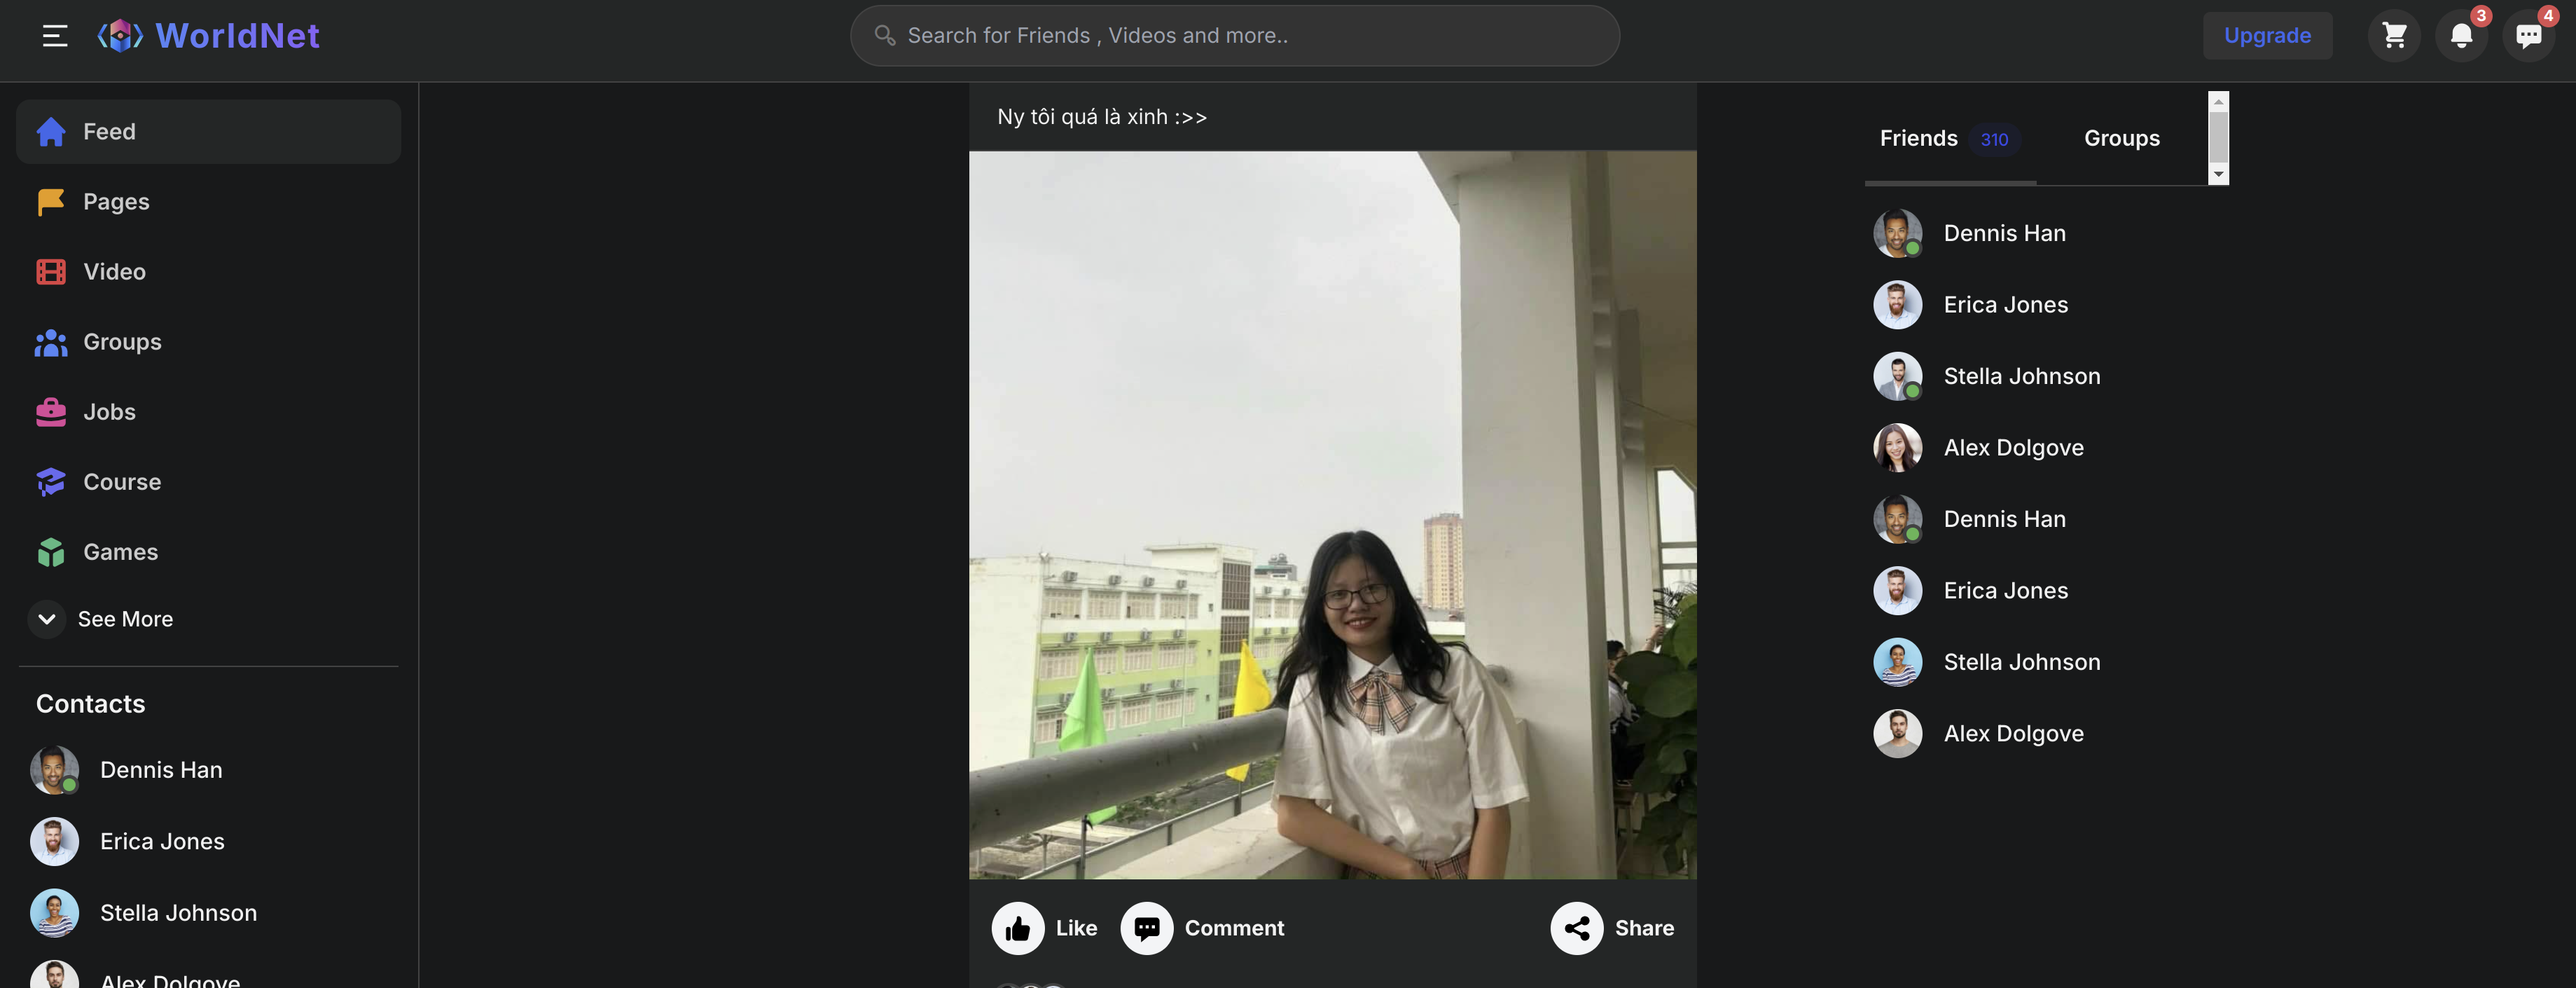 WorldNet
Search for Friends , Videos and more..
Upgrade
3
4
Feed
Pages
Video
Groups
Jobs
Course
Games
See More
Contacts
Dennis Han
Erica Jones
Stella Johnson
Alex Dolgove
Ny tôi quá là xinh :>>
Like
Comment
Share
Friends 310
Groups
Dennis Han
Erica Jones
Stella Johnson
Alex Dolgove
Dennis Han
Erica Jones
Stella Johnson
Alex Dolgove